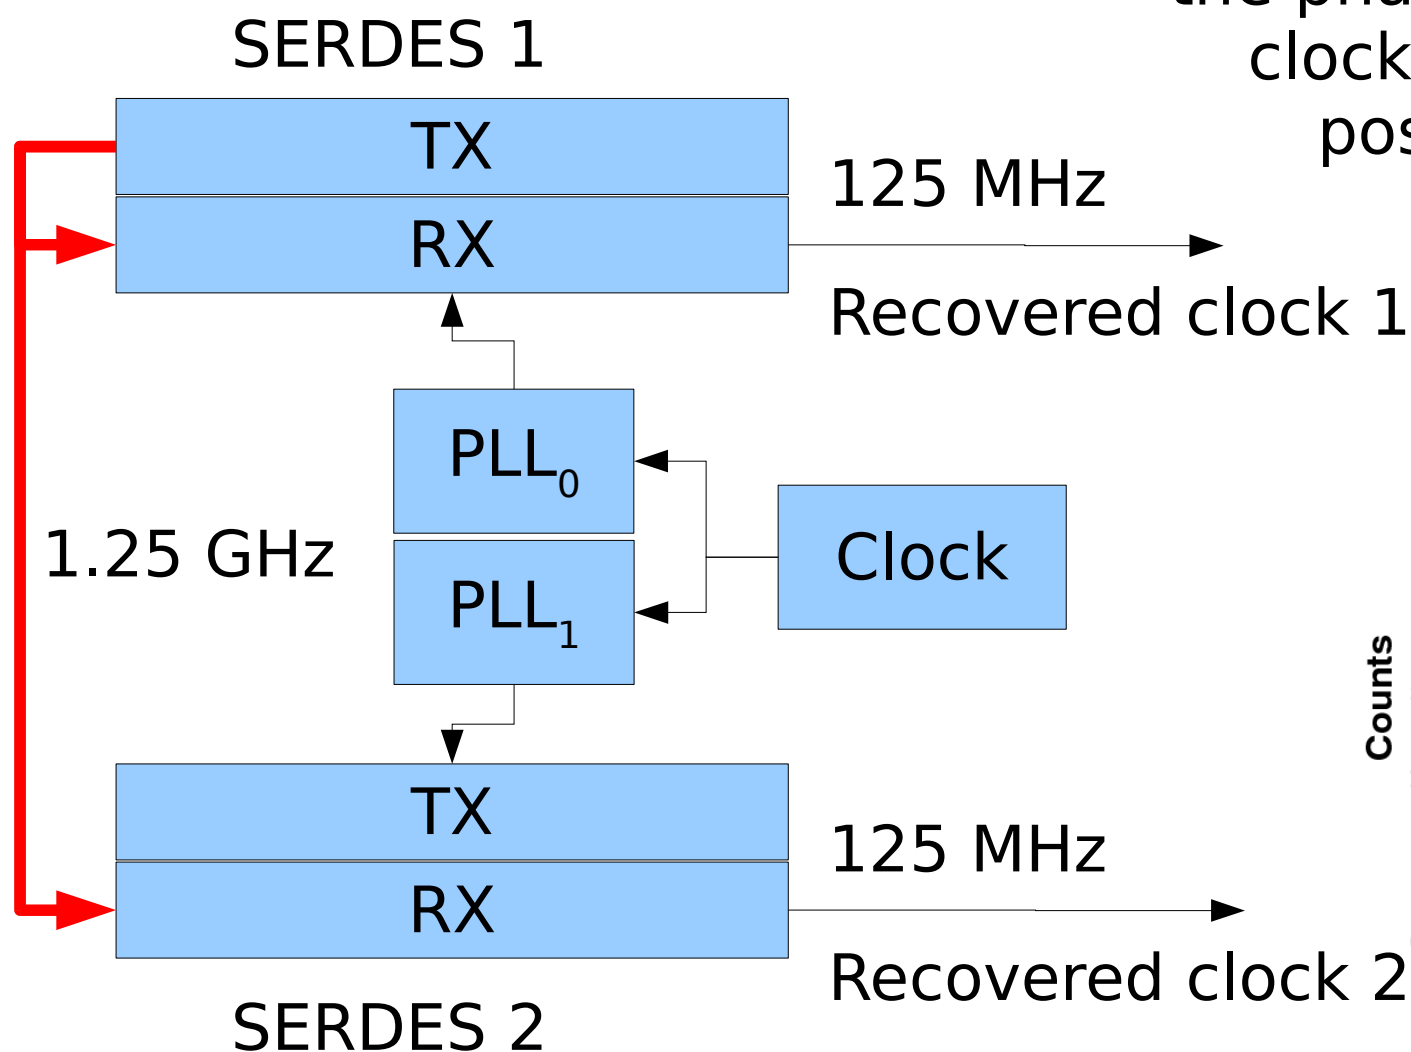 SERDES 1
clock
TX
125 MHz
RX
Recovered clock 1
PLL0
1.25 GHz
Clock
PLL1
Counts
TX
125 MHz
RX
Recovered clock 2
SERDES 2